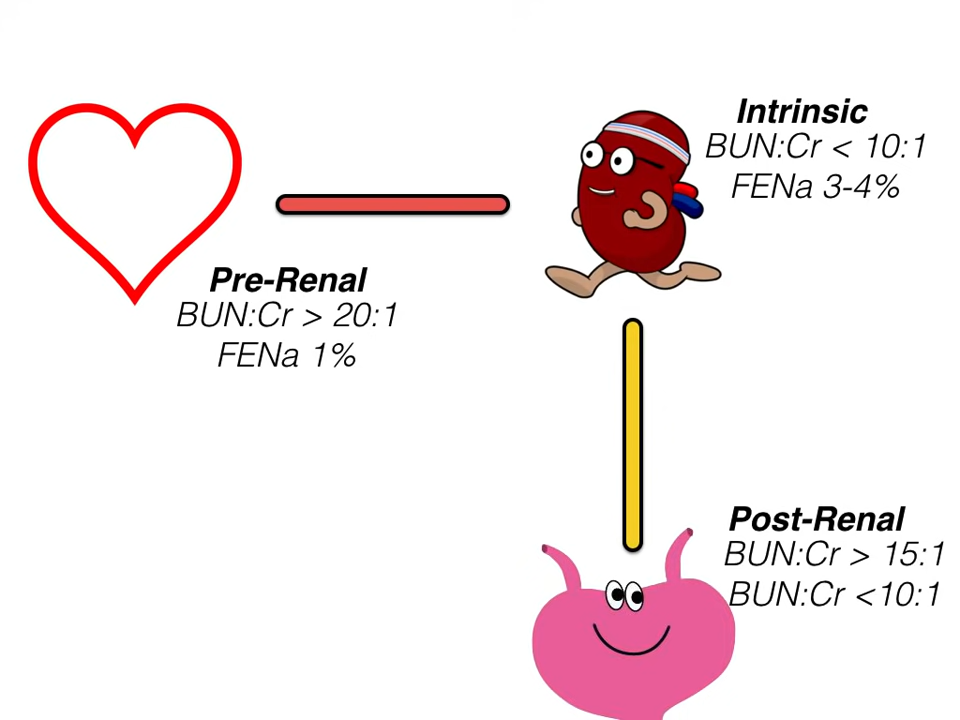 Intrinsic
BUN:Cr < 10:1
FENa 3-4%
Pre-Renal
BUN:Cr > 20:1
FENa 1%
Post-Renal
BUN:Cr > 15:1
BUN:Cr <10:1